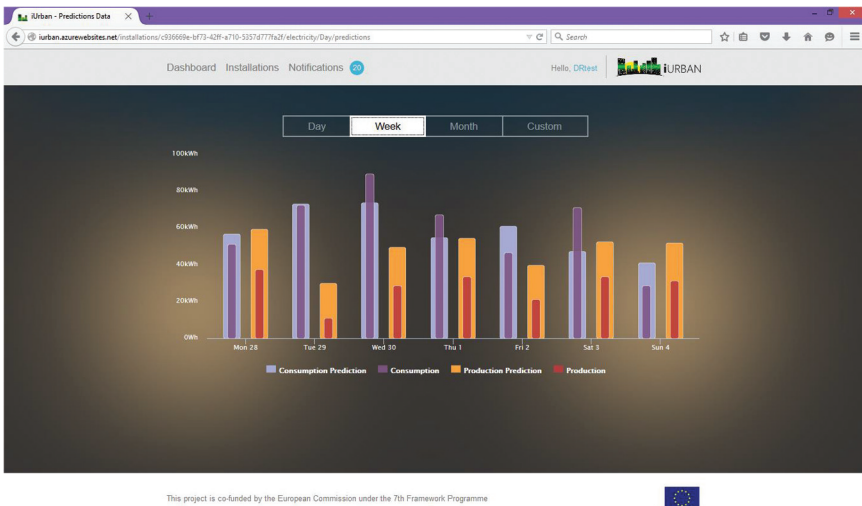 iUrban - Predictions Data
iurban.azurewebsites.net/installations/c936669e-bf73-42ff-a710-5357d777fa2f/electricity/Day/predictions
Search
Dashboard Installations Notifications 20
Hello, DRtest
iURBAN
Day Week Month Custom
100kWh
80kWh
60kWh
40kWh
20kWh
0Wh
Mon 28 Tue 29 Wed 30 Thu 1 Fri 2 Sat 3 Sun 4
Consumption Prediction Consumption Production Prediction Production
This project is co-funded by the European Commission under the 7th Framework Programme